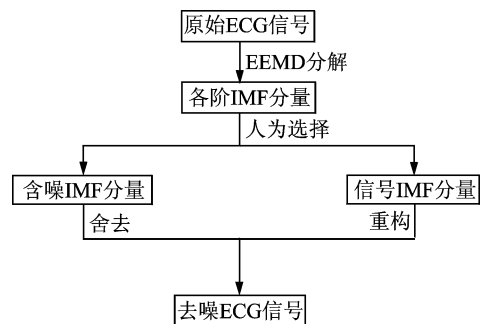 原始ECG信号
EEMD分解
各阶IMF分量
人为选择
含噪IMF分量
信号IMF分量
舍去
重构
去噪ECG信号